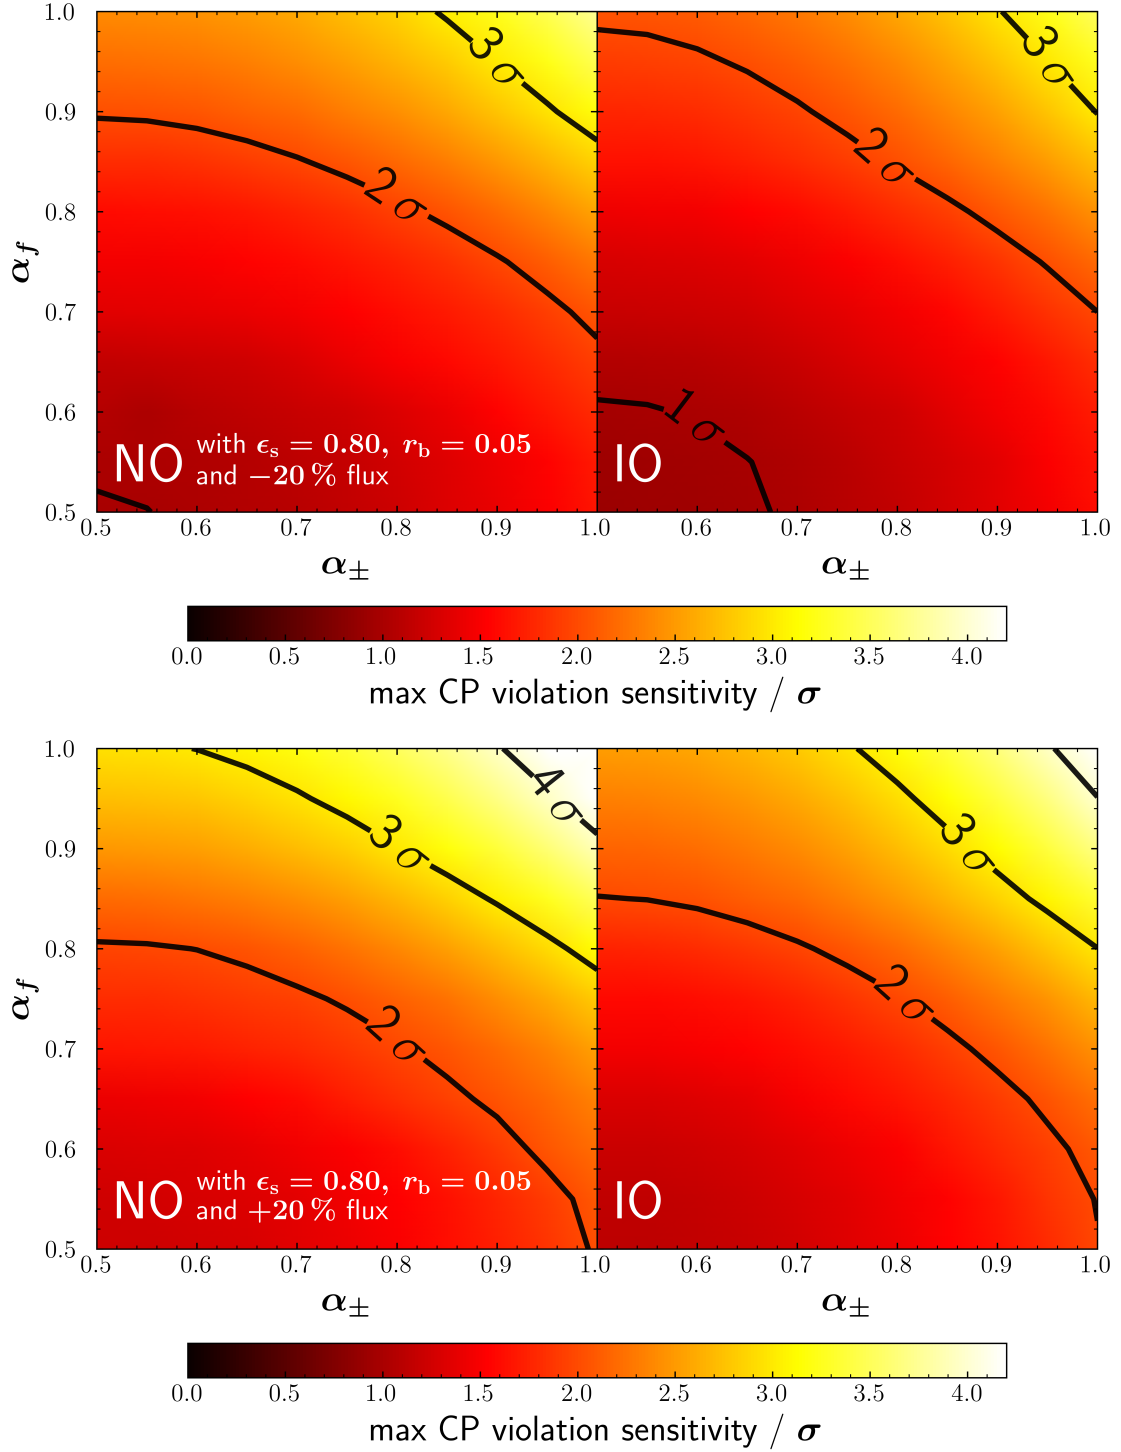 1.0
0.9
0.8
0.7
0.6
0.5
α_f
3σ
2σ
NO with ϵ_s = 0.80, r_b = 0.05
and −20 % flux
3σ
2σ
1σ
IO
0.5 0.6 0.7 0.8 0.9 1.0 0.6 0.7 0.8 0.9 1.0
α_± α_±
0.0 0.5 1.0 1.5 2.0 2.5 3.0 3.5 4.0
max CP violation sensitivity / σ
1.0
0.9
0.8
0.7
0.6
0.5
α_f
4σ
3σ
2σ
NO with ϵ_s = 0.80, r_b = 0.05
and +20 % flux
3σ
2σ
IO
0.5 0.6 0.7 0.8 0.9 1.0 0.6 0.7 0.8 0.9 1.0
α_± α_±
0.0 0.5 1.0 1.5 2.0 2.5 3.0 3.5 4.0
max CP violation sensitivity / σ